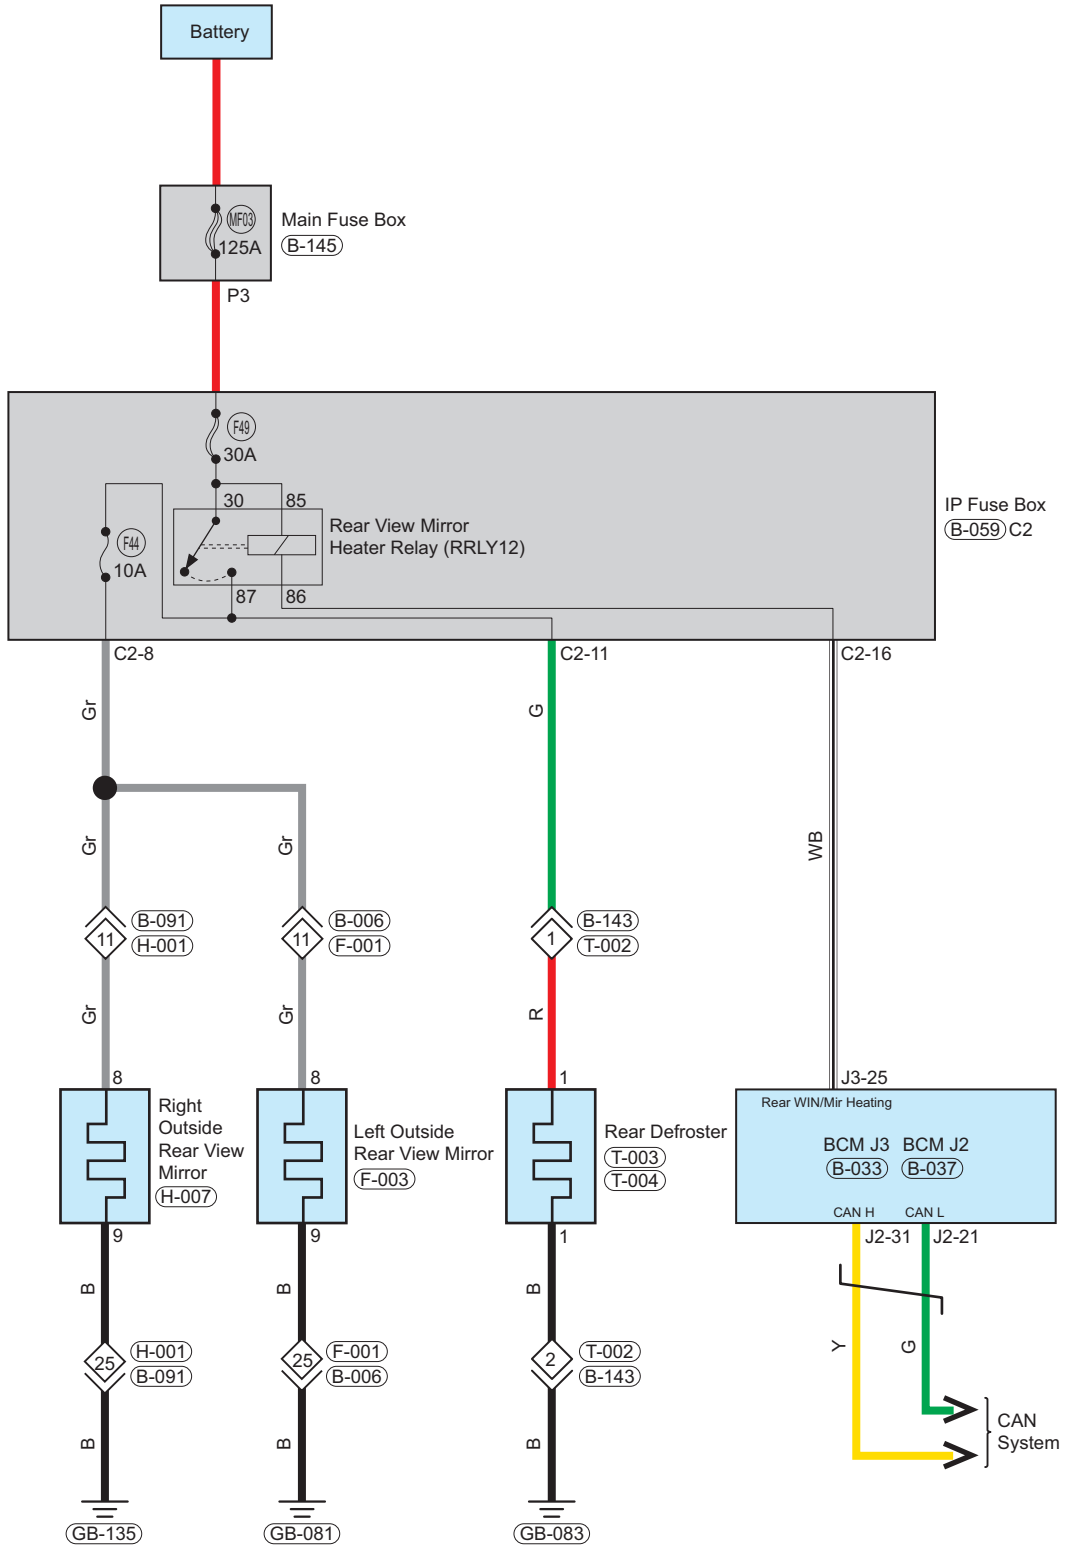 Battery
MF03
125A
Main Fuse Box
B-145
P3
F49
30A
30
85
F44
10A
Rear View Mirror
Heater Relay (RRLY12)
87
86
IP Fuse Box
B-059 C2
C2-8
C2-11
C2-16
Gr
G
Gr
Gr
WB
11
B-091
H-001
11
B-006
F-001
1
B-143
T-002
Gr
Gr
R
8
8
1
J3-25
Right
Outside
Rear View
Mirror
H-007
Left Outside
Rear View Mirror
F-003
Rear Defroster
T-003
T-004
Rear WIN/Mir Heating
BCM J3
B-033
BCM J2
B-037
CAN H
CAN L
9
9
1
J2-31
J2-21
B
B
B
Y
G
25
H-001
B-091
25
F-001
B-006
2
T-002
B-143
CAN
System
B
B
B
GB-135
GB-081
GB-083